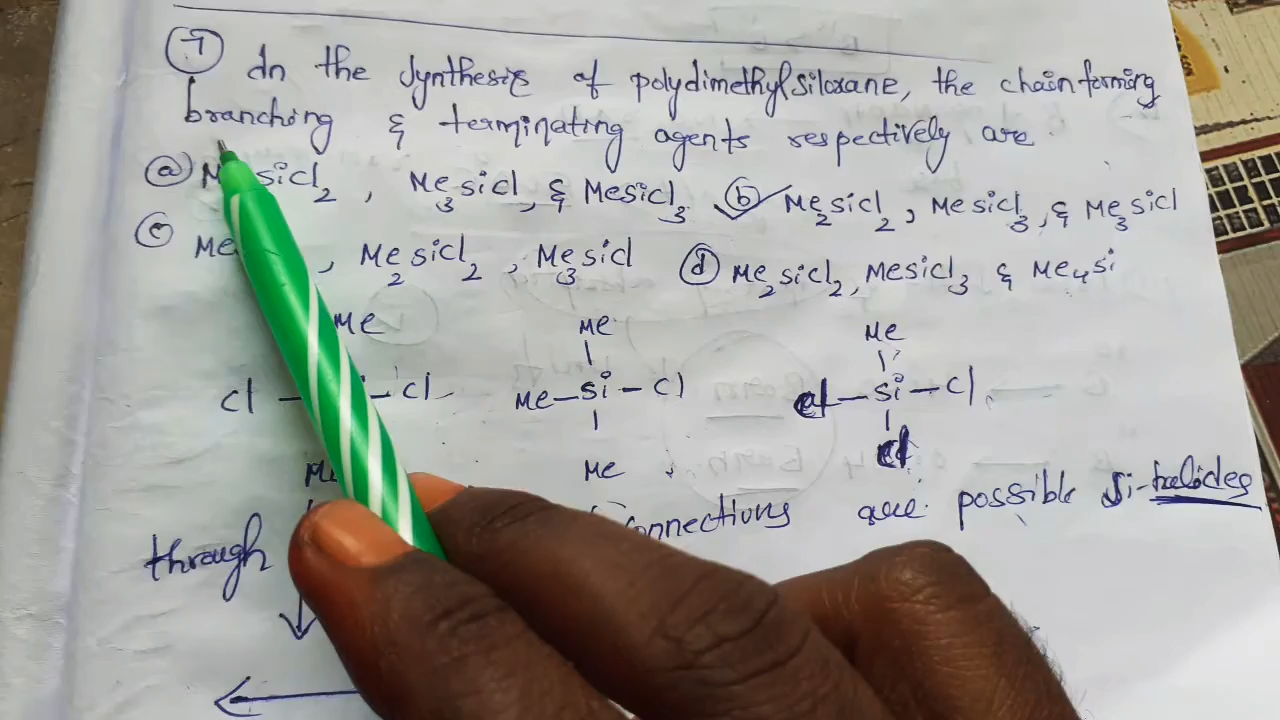 7 In the synthesis of polydimethylsiloxane, the chain forming
branching & terminating agents respectively are
(a) Me SiCl2 , Me3SiCl , & MeSiCl3 (b) Me2SiCl2 , MeSiCl3 , & Me3SiCl
(c) Me , Me2SiCl2 , Me3SiCl (d) Me2SiCl2, MeSiCl3 & Me4Si
Me Me Me
Cl – – Cl Me – Si – Cl Cl – Si – Cl
Me Me Cl
through connections are possible Si-halides